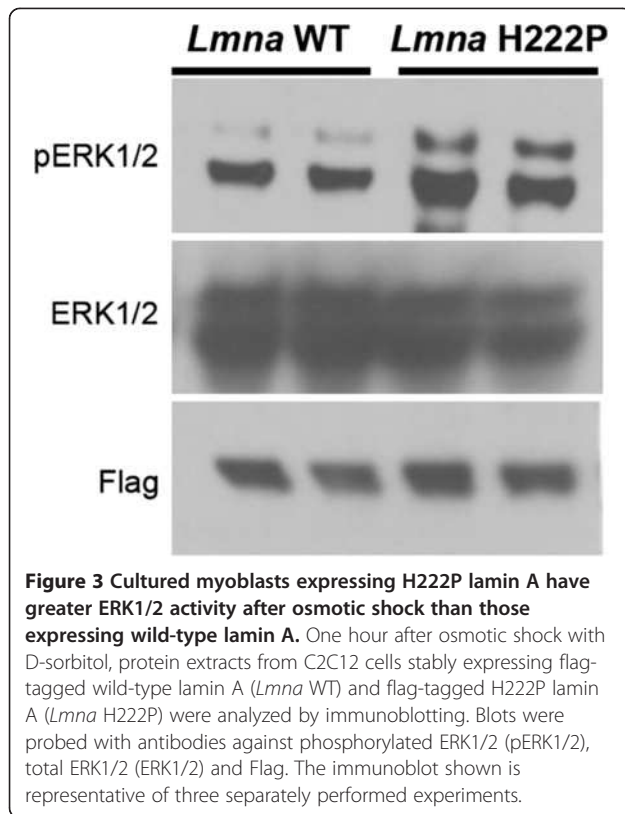 Lmna WT Lmna H222P
pERK1/2
ERK1/2
Flag
Figure 3 Cultured myoblasts expressing H222P lamin A have
greater ERK1/2 activity after osmotic shock than those
expressing wild-type lamin A. One hour after osmotic shock with
D-sorbitol, protein extracts from C2C12 cells stably expressing flag-
tagged wild-type lamin A (Lmna WT) and flag-tagged H222P lamin
A (Lmna H222P) were analyzed by immunoblotting. Blots were
probed with antibodies against phosphorylated ERK1/2 (pERK1/2),
total ERK1/2 (ERK1/2) and Flag. The immunoblot shown is
representative of three separately performed experiments.